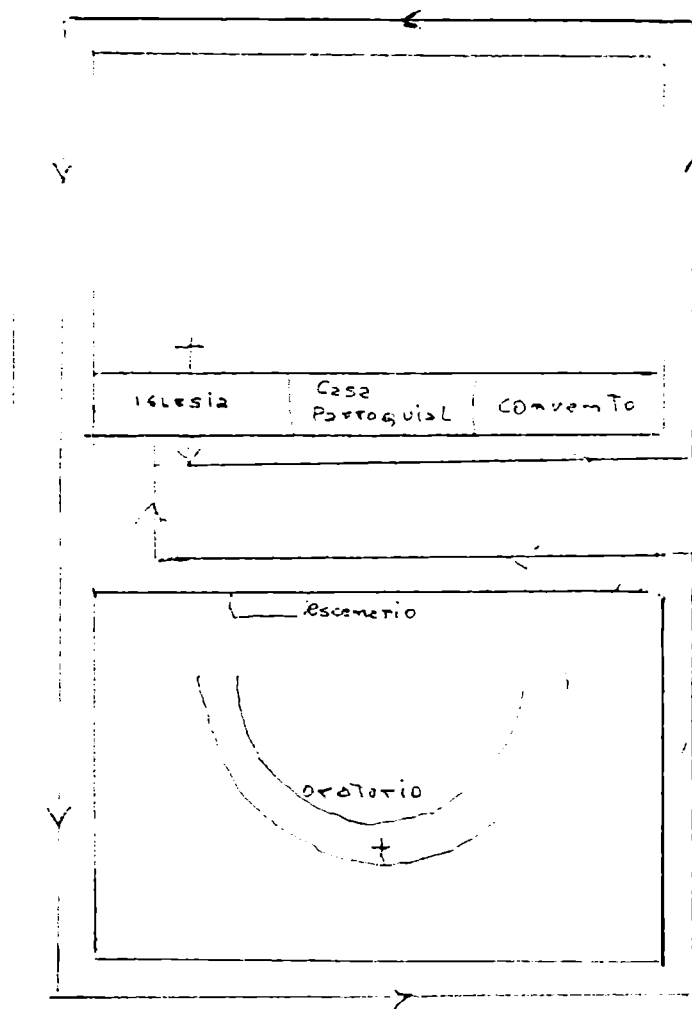 Iglesia
Casa
Parroquial
Convento
escenario
oratorio